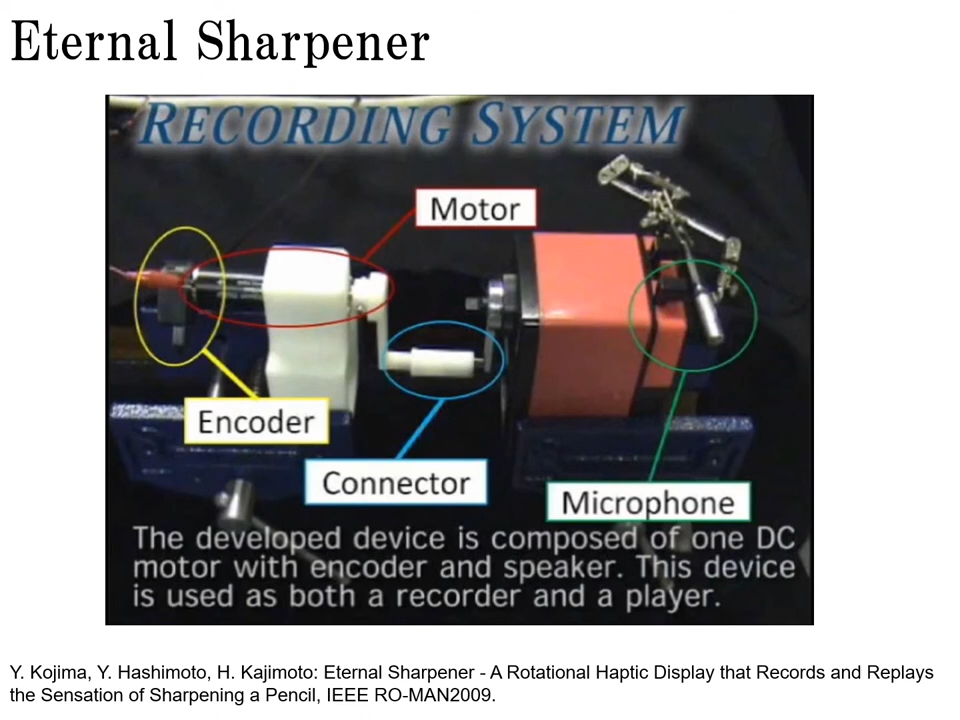 Eternal Sharpener
RECORDING SYSTEM
Motor
Encoder
Connector
Microphone
The developed device is composed of one DC
motor with encoder and speaker. This device
is used as both a recorder and a player.
Y. Kojima, Y. Hashimoto, H. Kajimoto: Eternal Sharpener - A Rotational Haptic Display that Records and Replays
the Sensation of Sharpening a Pencil, IEEE RO-MAN2009.